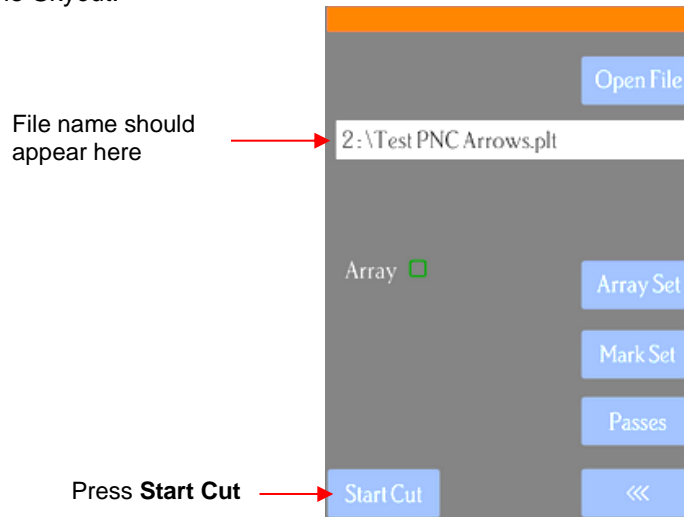 Open File
File name should
appear here
2:\Test PNC Arrows.plt
Array
Array Set
Mark Set
Passes
Press Start Cut
Start Cut
<<<